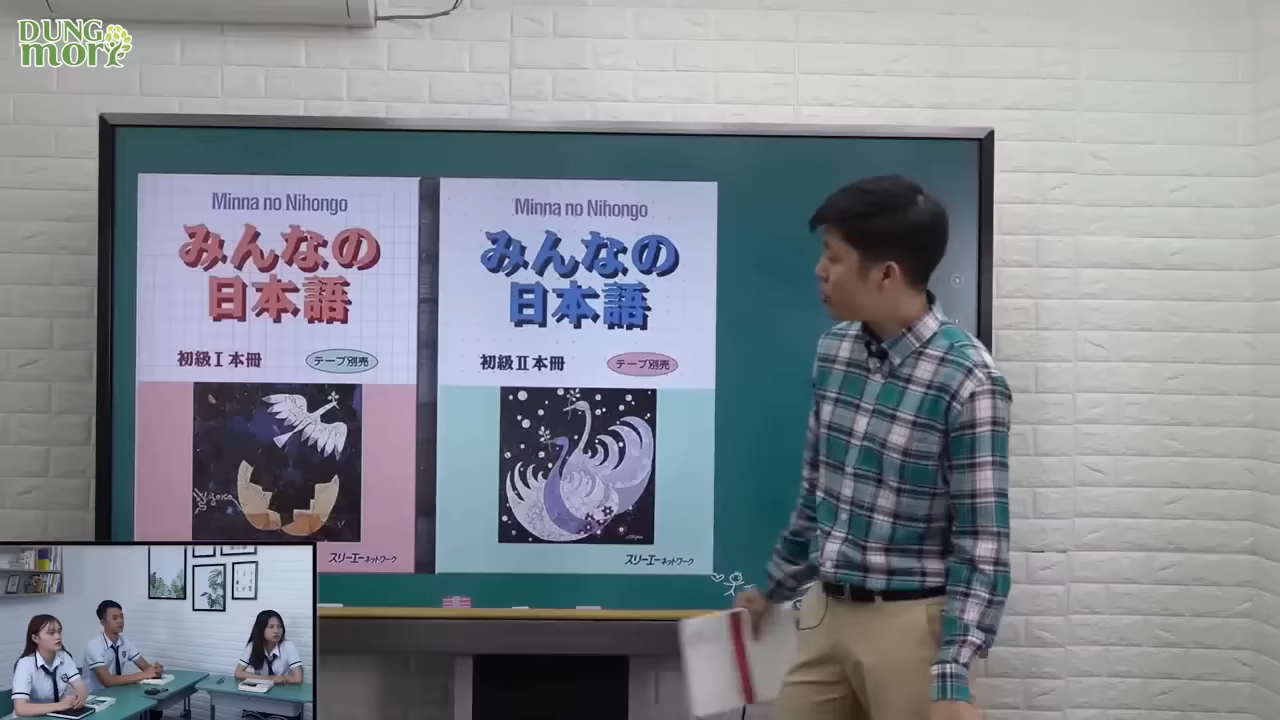 DUNG
mori
Minna no Nihongo
みんなの
日本語
初級I本冊
テープ別売
スリーエーネットワーク
Minna no Nihongo
みんなの
日本語
初級II本冊
テープ別売
スリーエーネットワーク